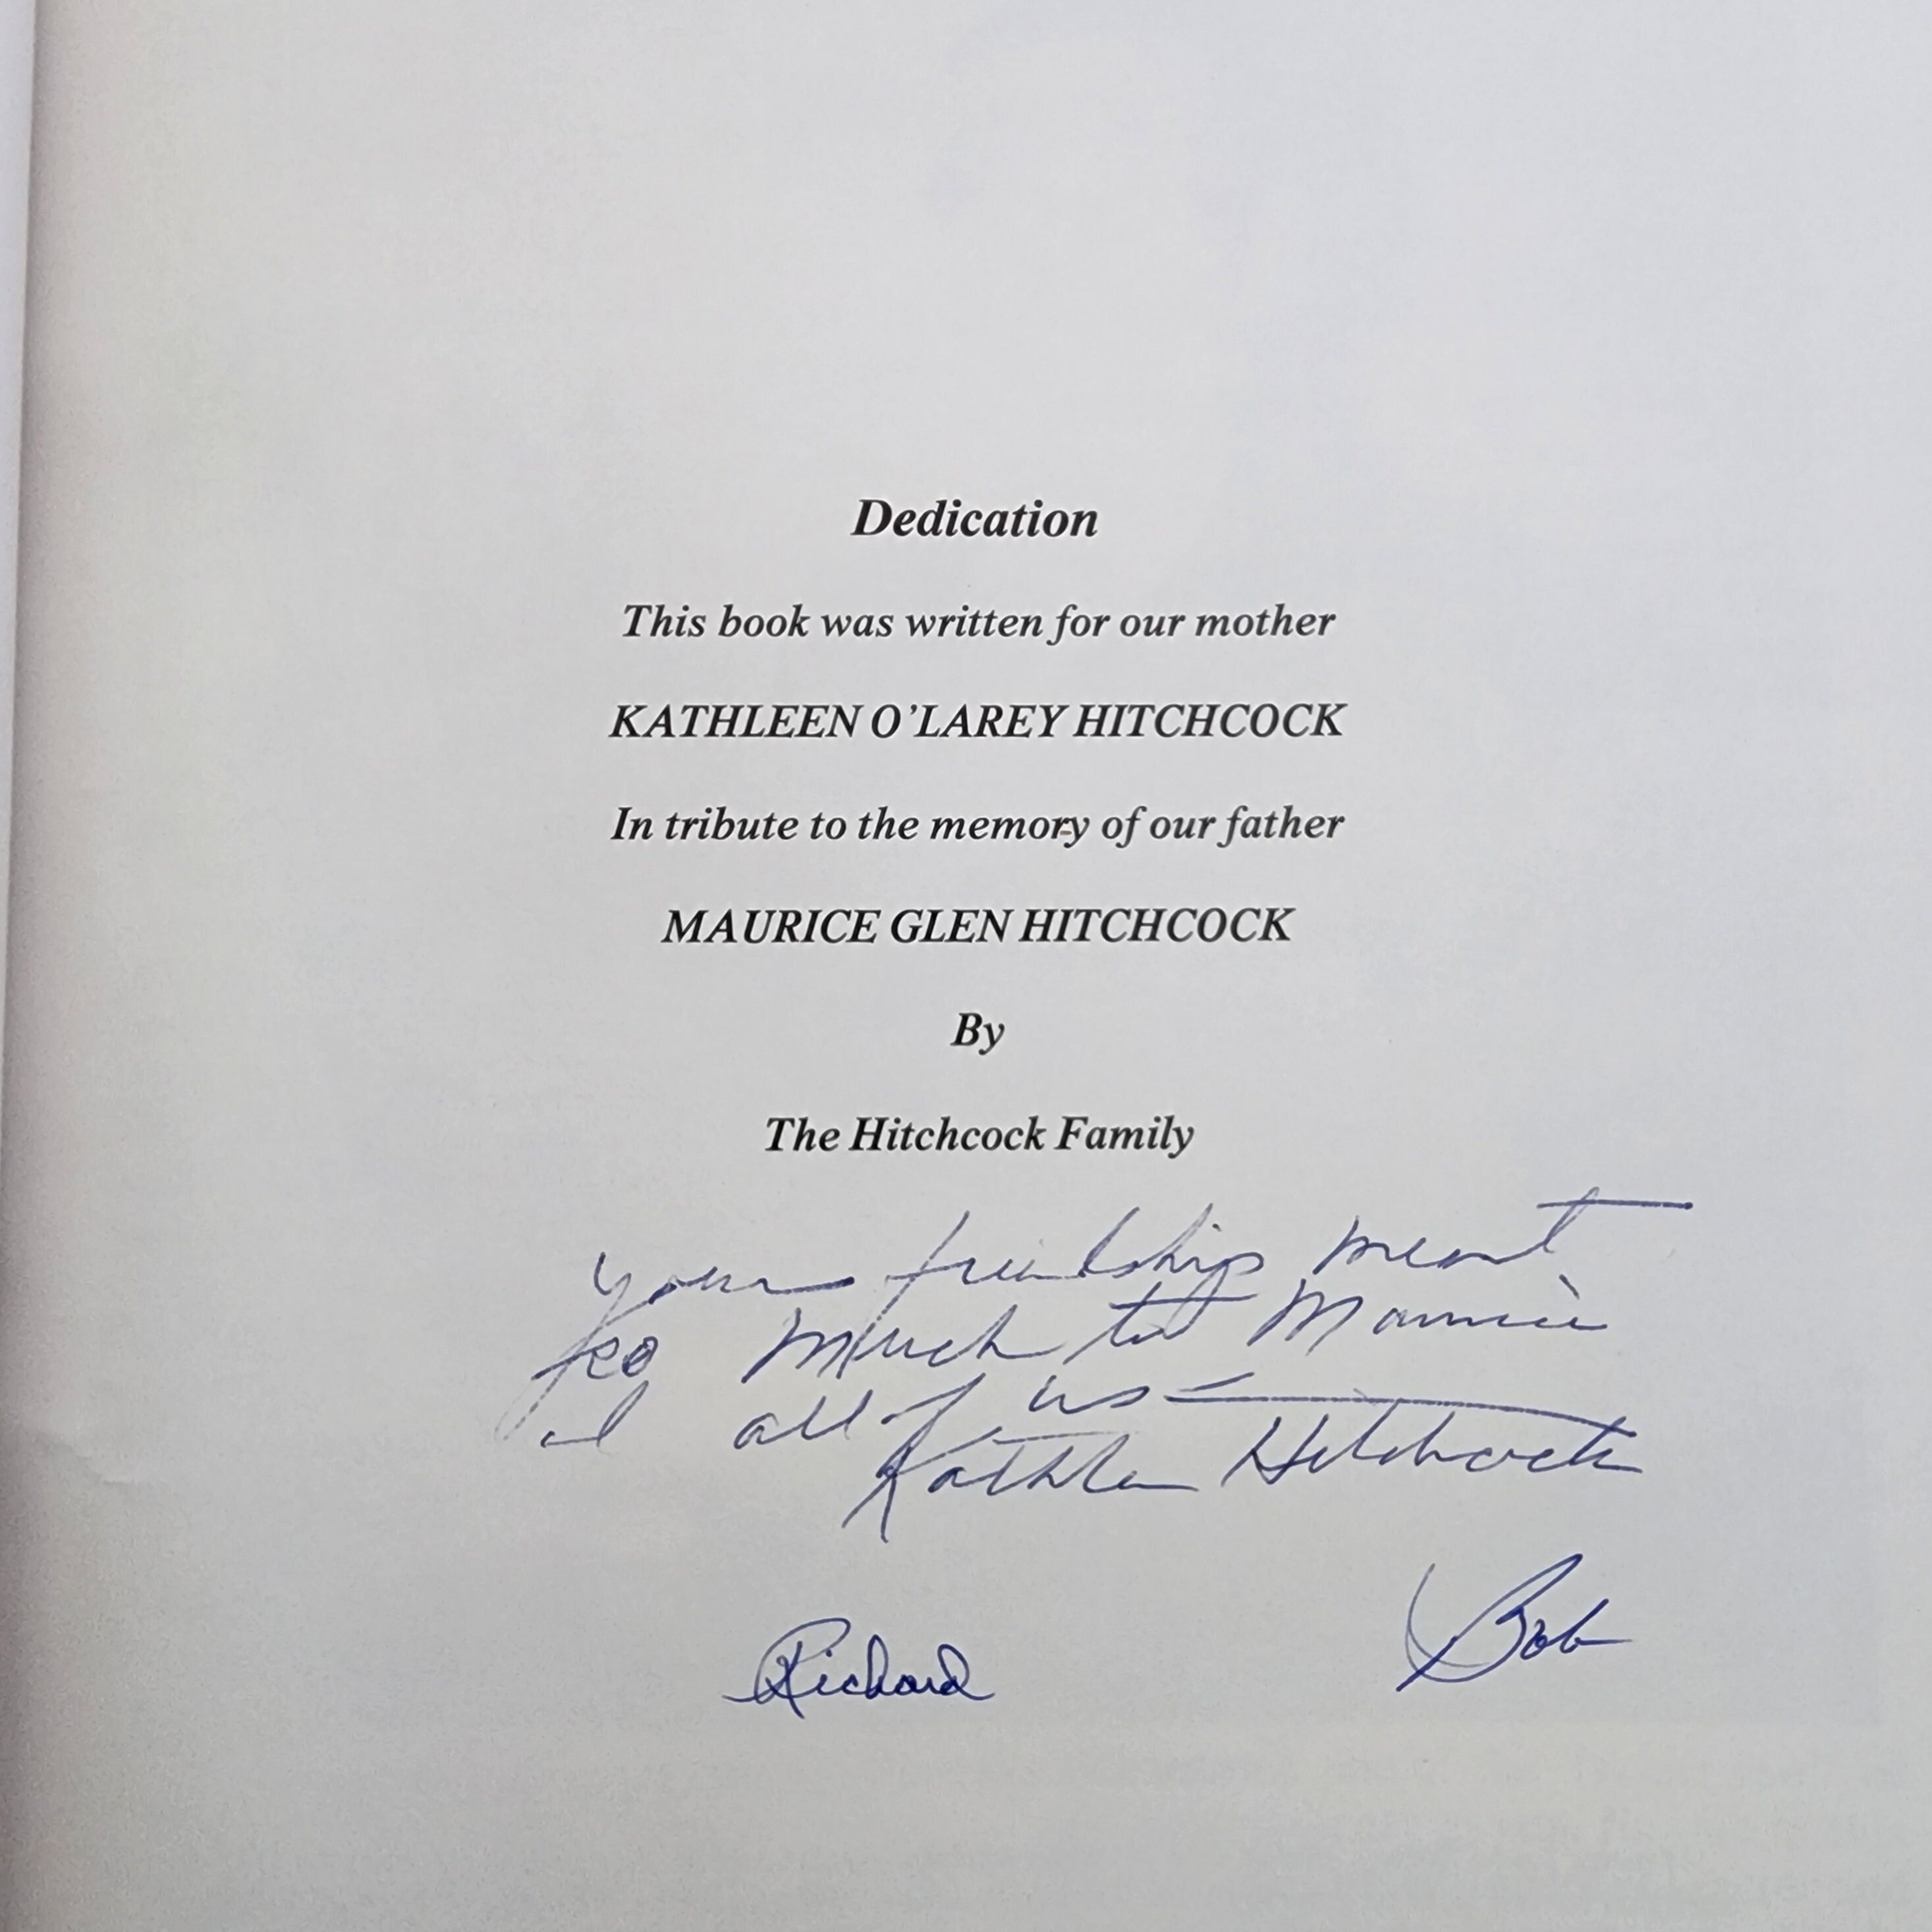 Dedication
This book was written for our mother
KATHLEEN O'LAREY HITCHCOCK
In tribute to the memory of our father
MAURICE GLEN HITCHCOCK
By
The Hitchcock Family
your friendship meant
so much to Maurice
and all of us —
Kathleen Hitchcock
Bob
Richard